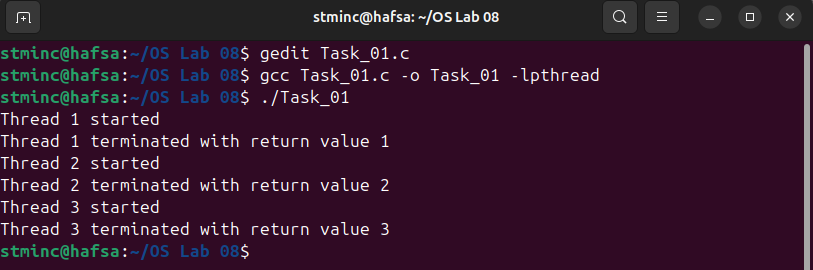 stminc@hafsa: ~/OS Lab 08
stminc@hafsa:~/OS Lab 08$ gedit Task_01.c
stminc@hafsa:~/OS Lab 08$ gcc Task_01.c -o Task_01 -lpthread
stminc@hafsa:~/OS Lab 08$ ./Task_01
Thread 1 started
Thread 1 terminated with return value 1
Thread 2 started
Thread 2 terminated with return value 2
Thread 3 started
Thread 3 terminated with return value 3
stminc@hafsa:~/OS Lab 08$